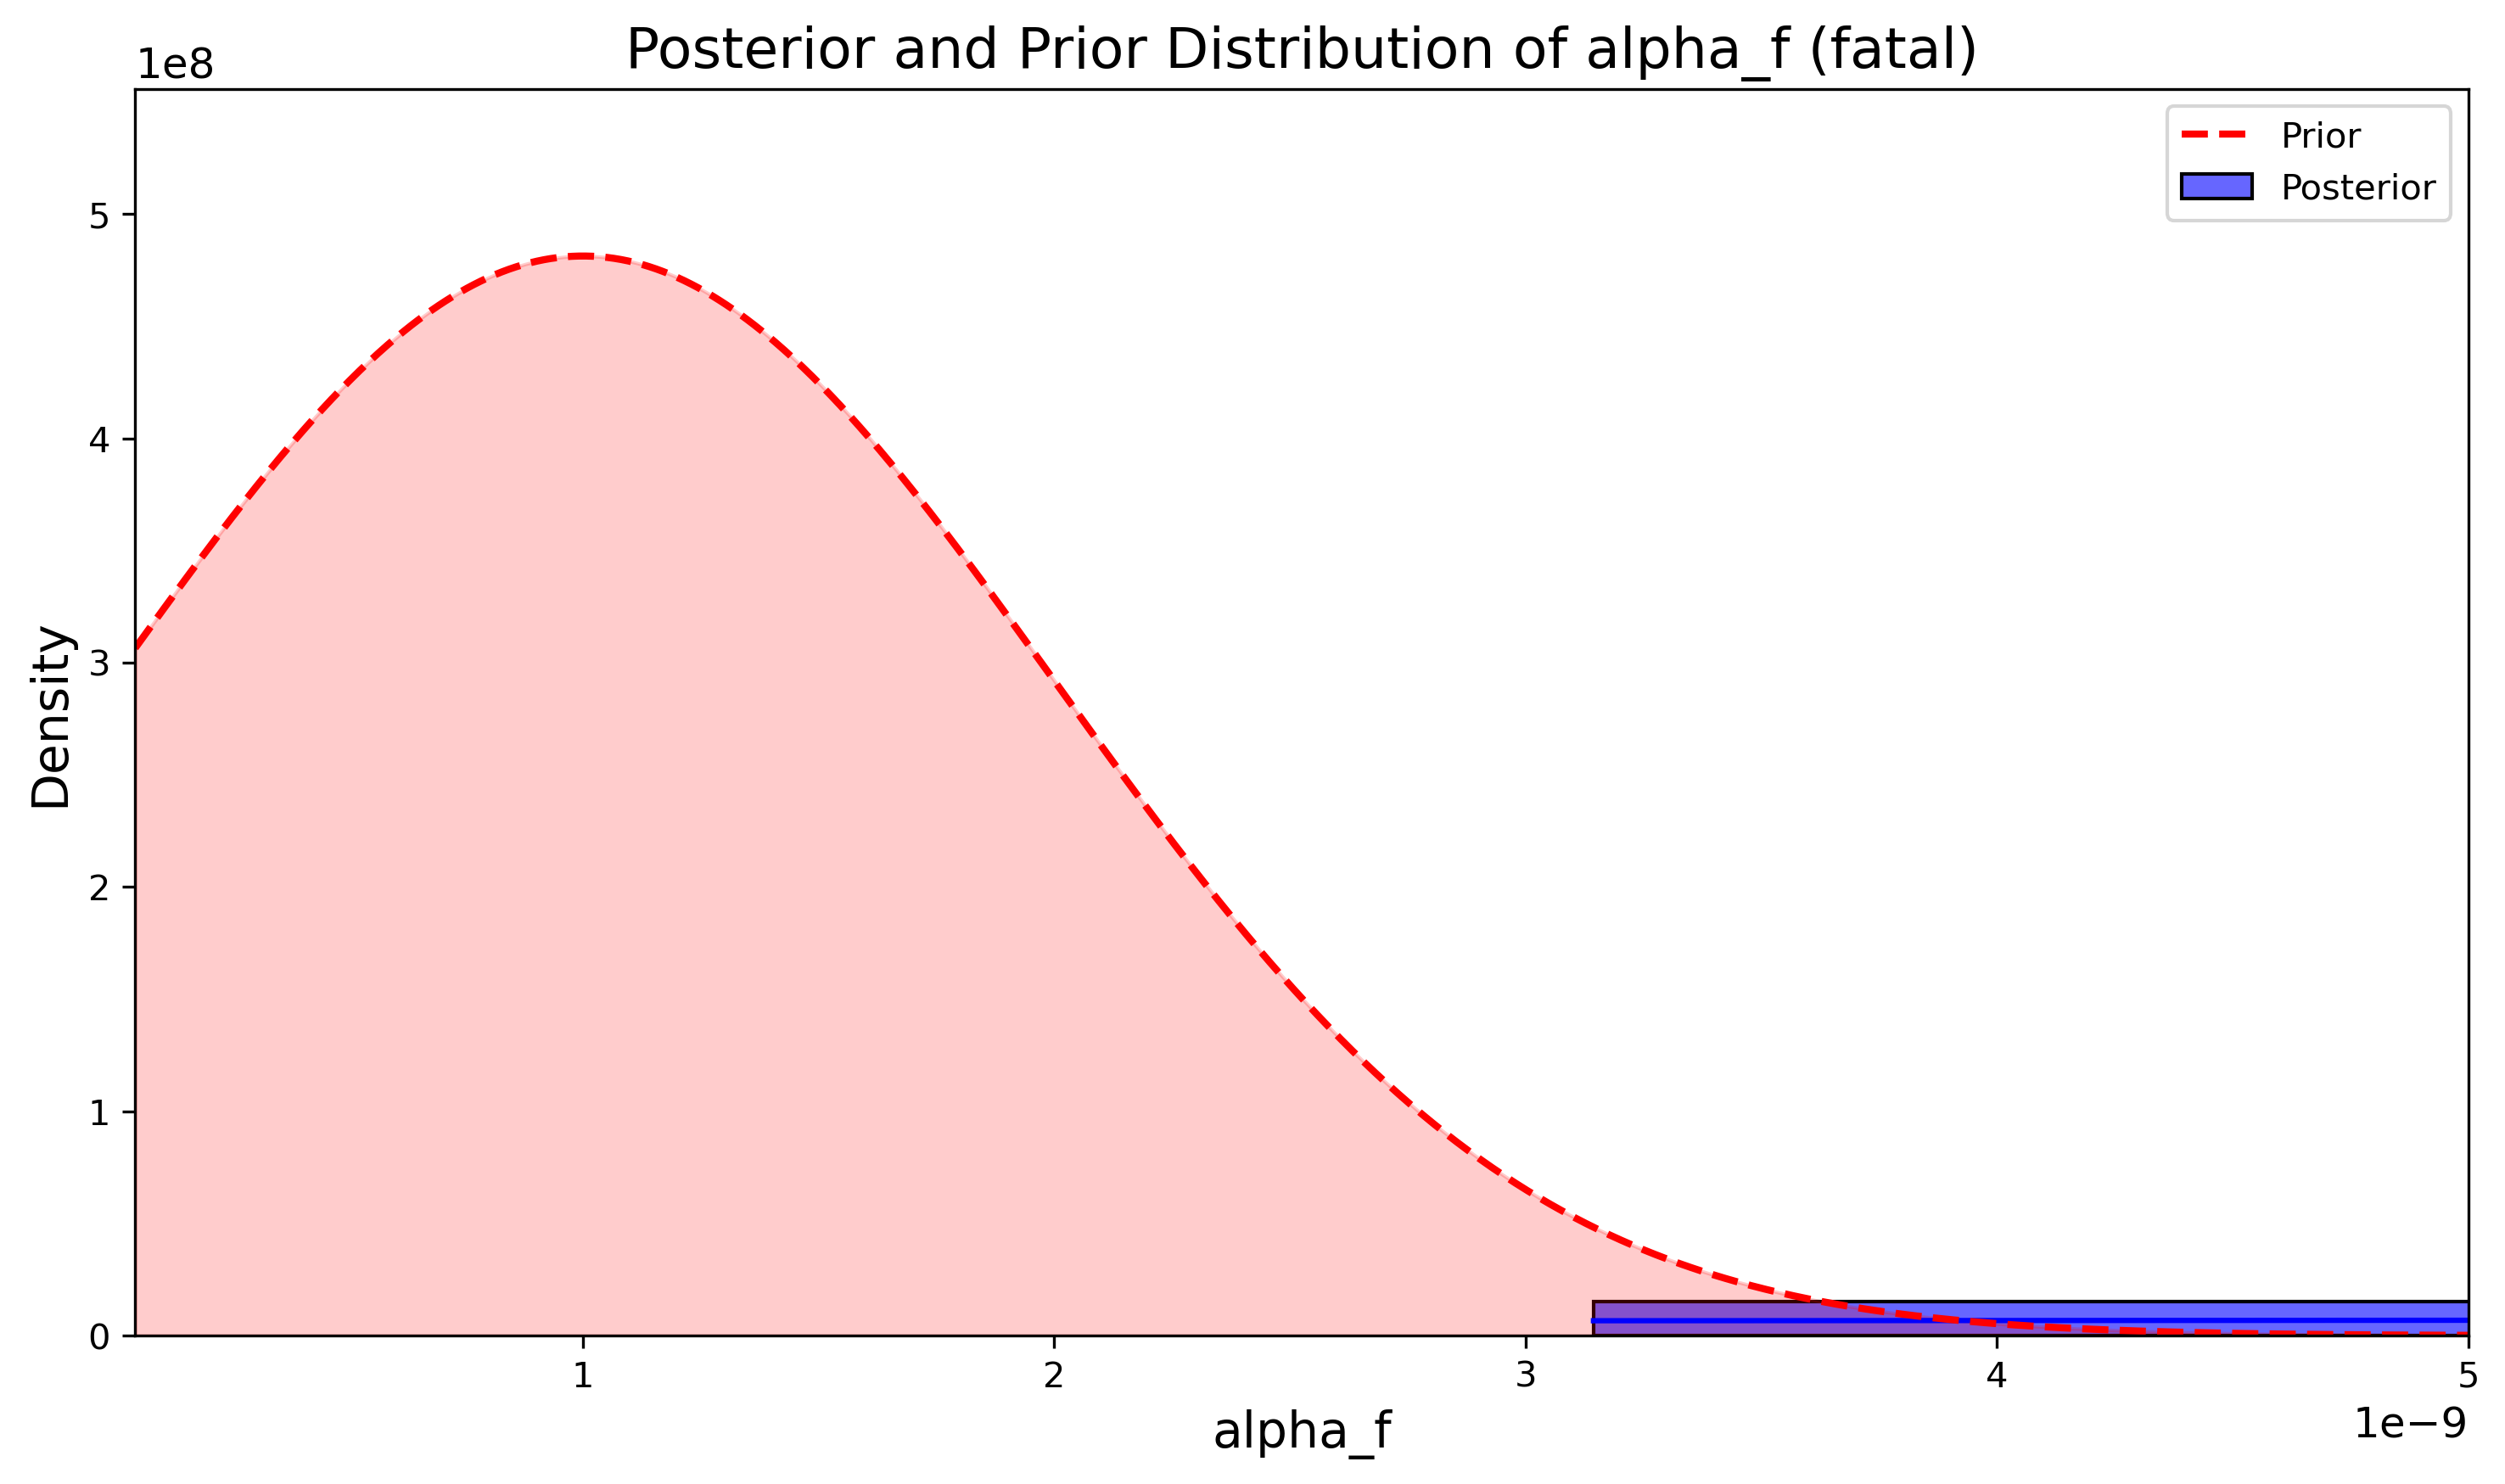 Posterior and Prior Distribution of alpha_f (fatal)
1e8
Prior
Posterior
5
4
3
2
1
0
Density
1
2
3
4
5
1e−9
alpha_f